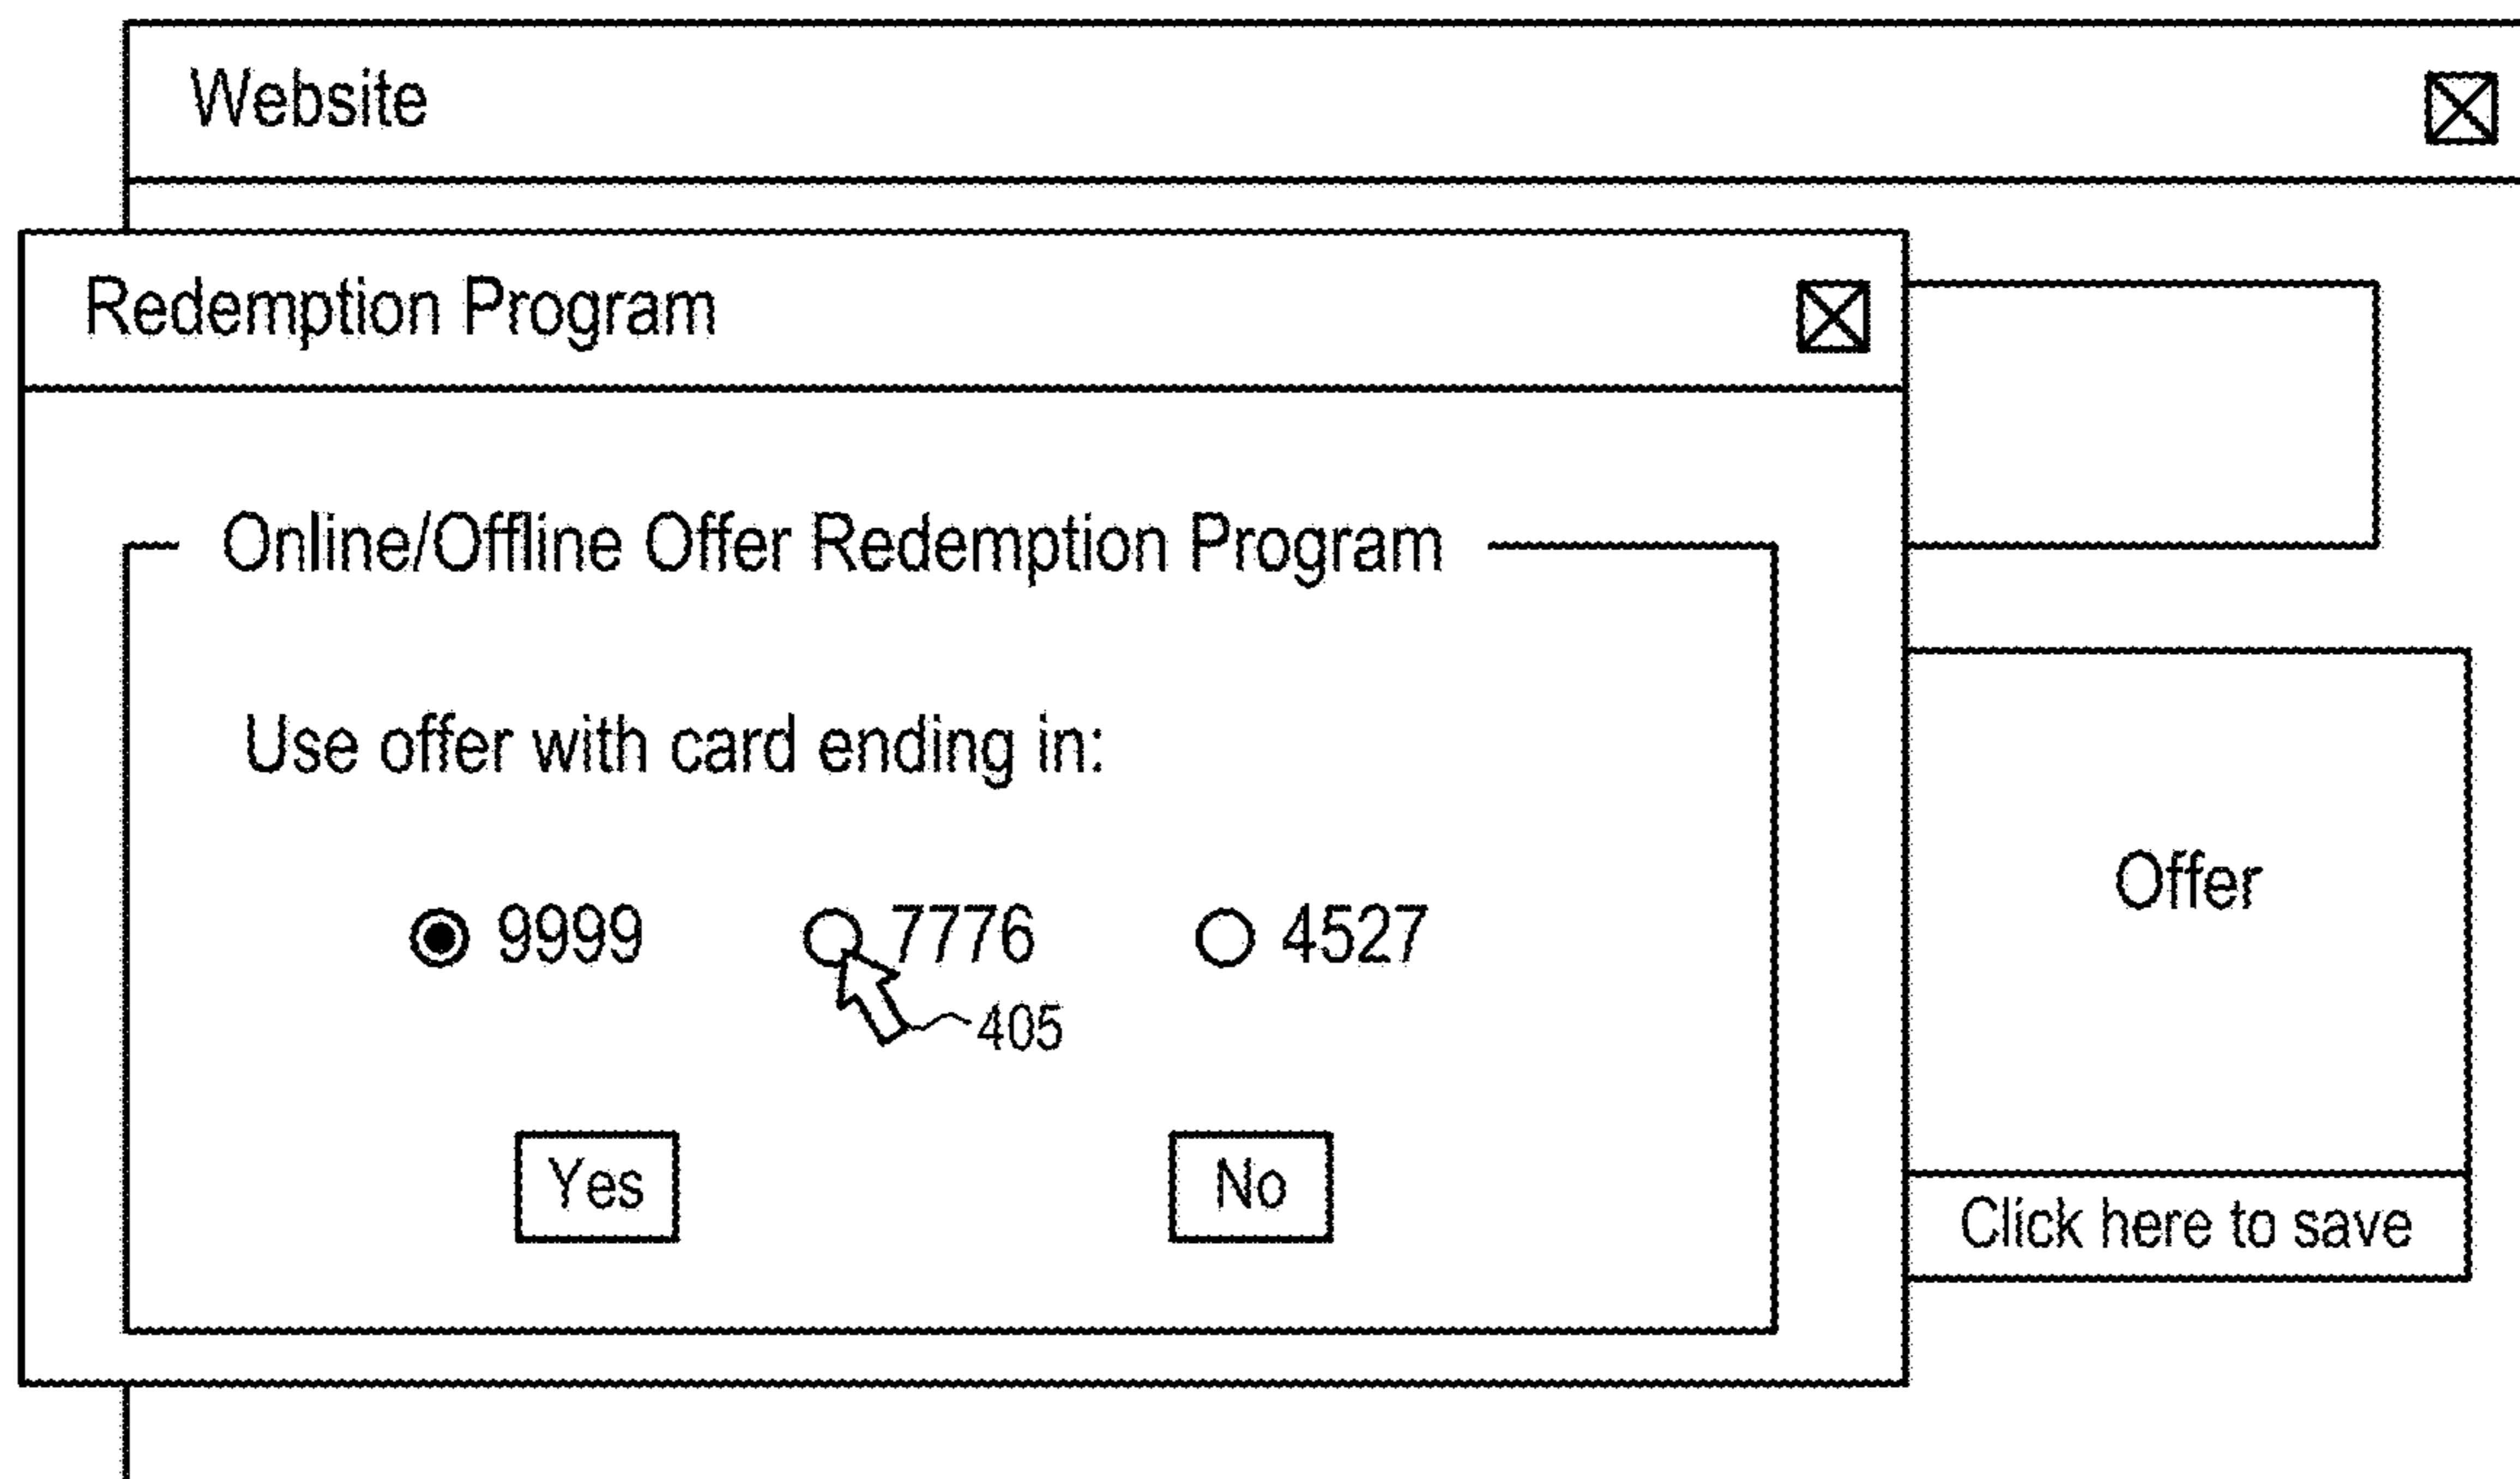 Website
Redemption Program
Online/Offline Offer Redemption Program
Use offer with card ending in:
9999 7776 4527
405
Yes No
Offer
Click here to save